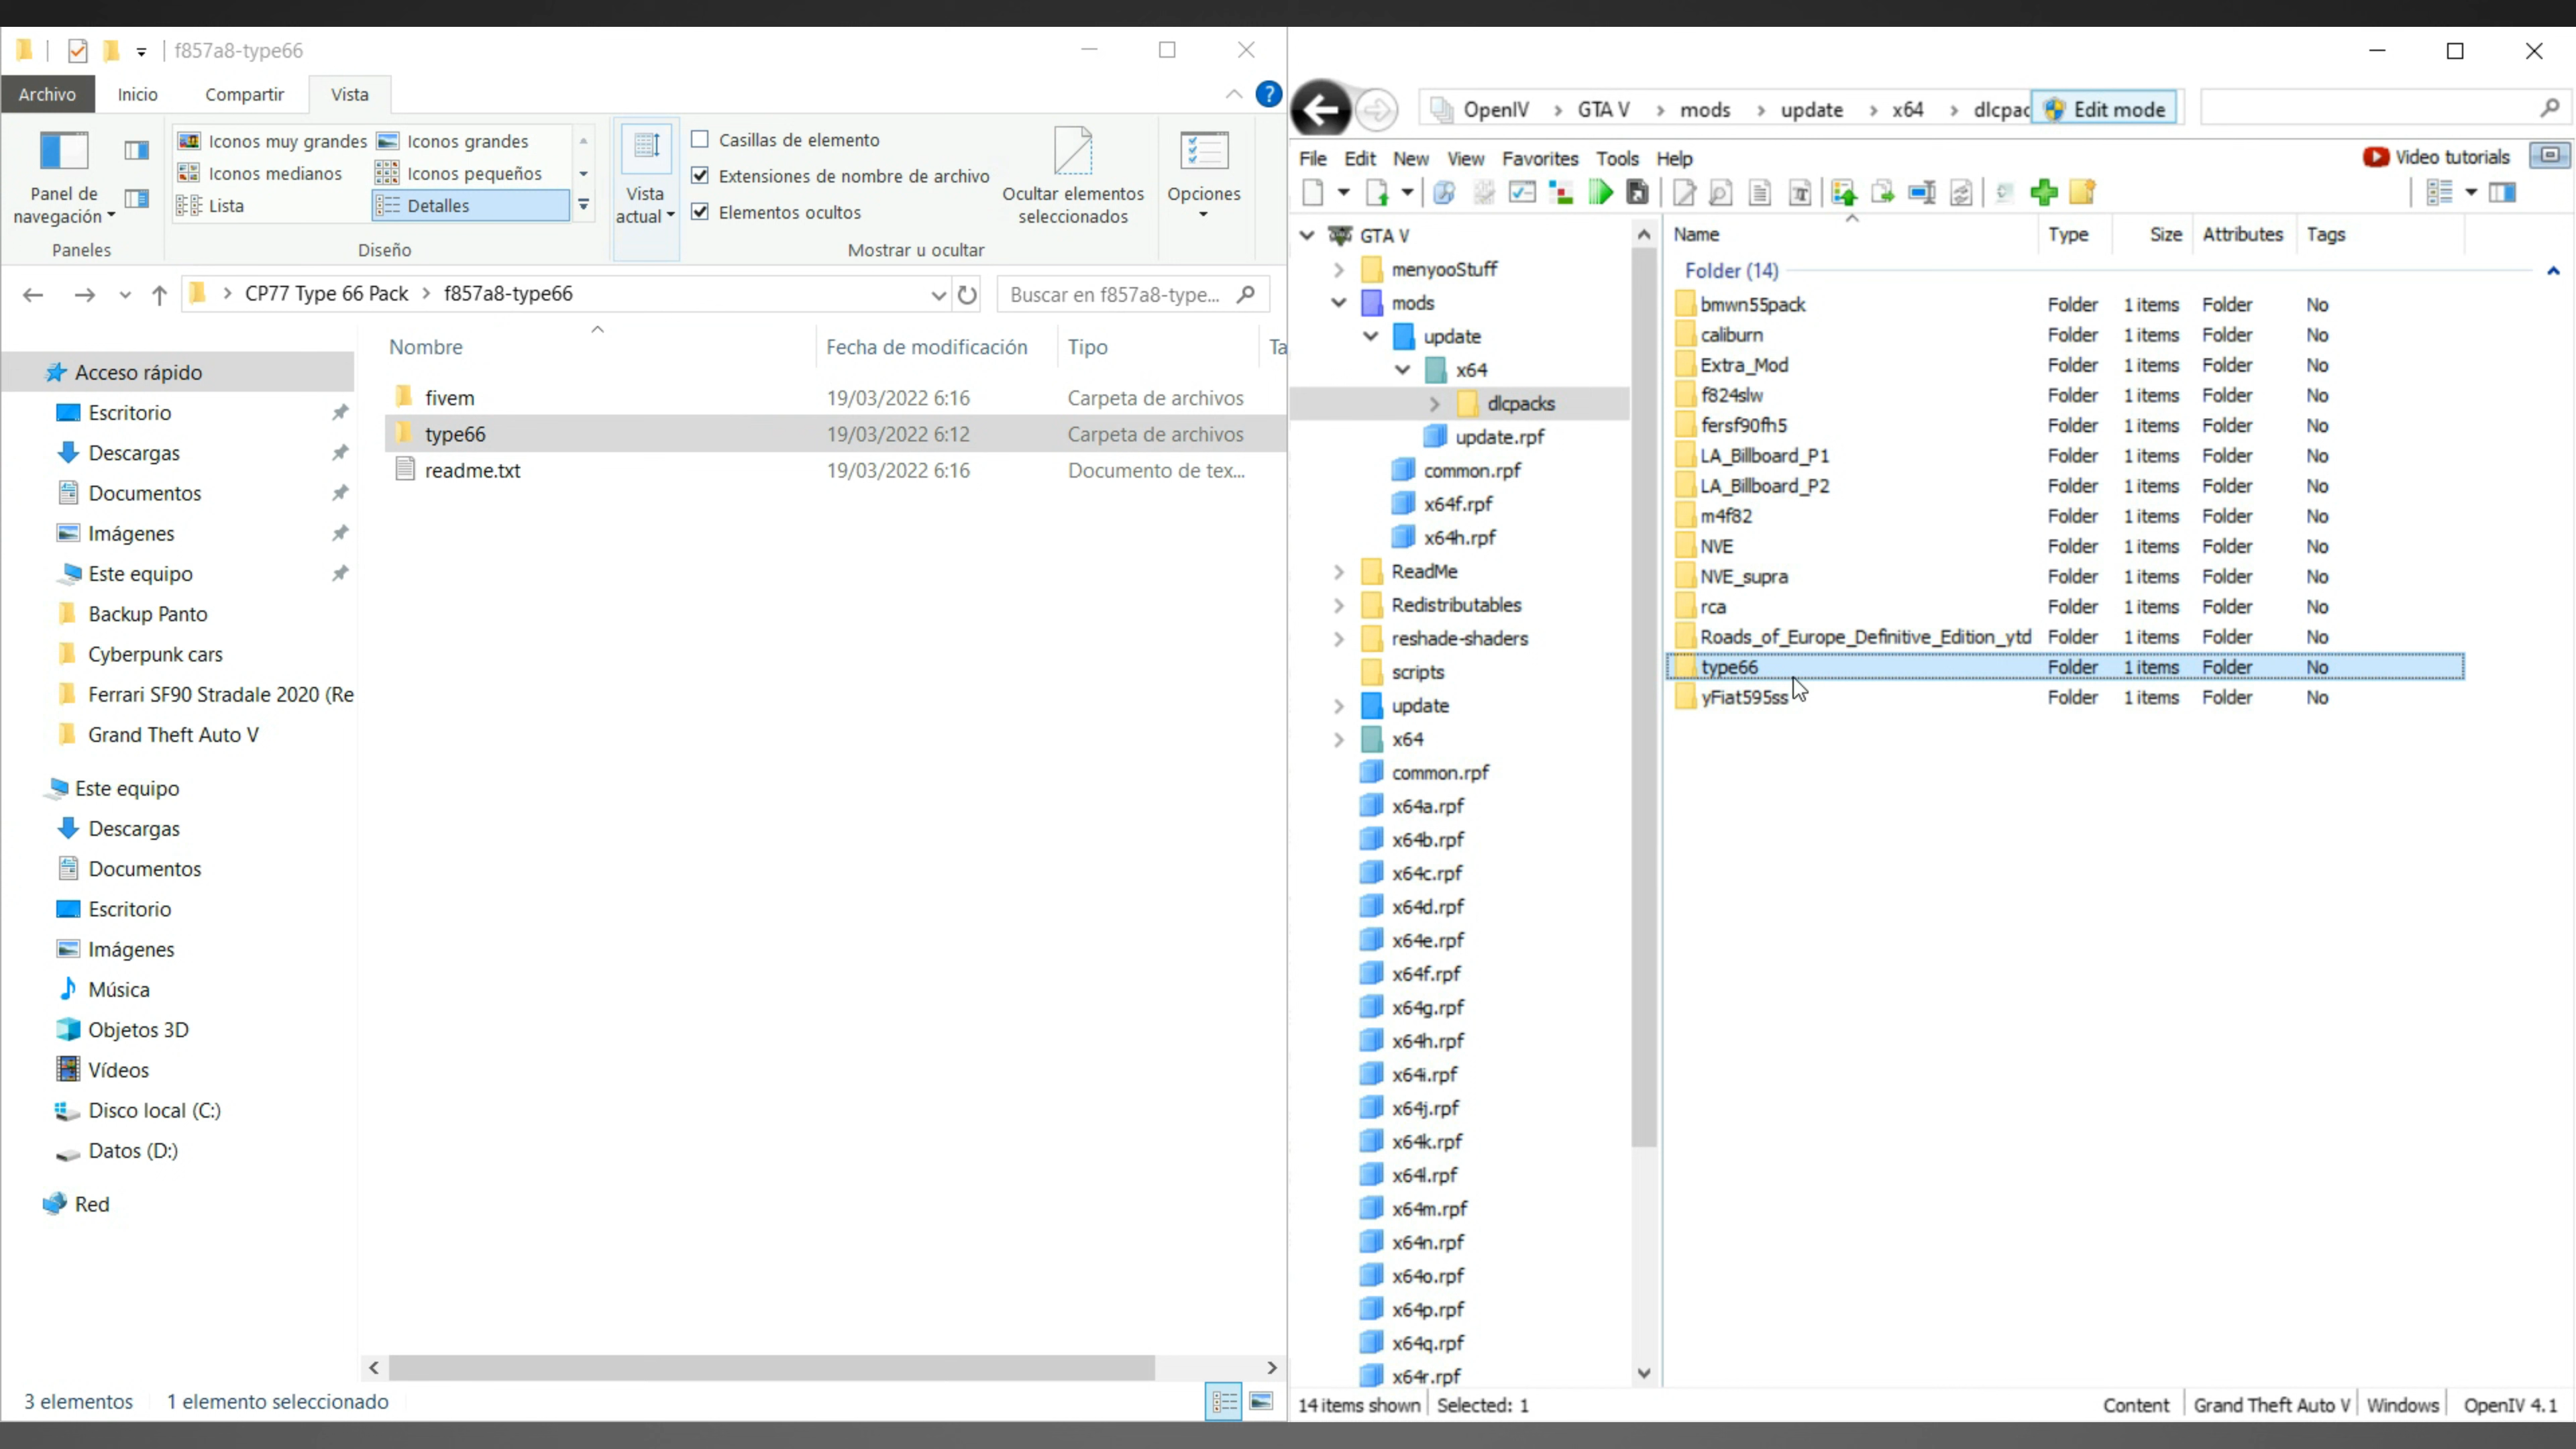 f857a8-type66
Archivo Inicio Compartir Vista
Panel de navegación
Iconos muy grandes Iconos grandes
Iconos medianos Iconos pequeños
Lista Detalles
Vista actual
Casillas de elemento
Extensiones de nombre de archivo
Elementos ocultos
Ocultar elementos seleccionados
Opciones
Paneles Diseño Mostrar u ocultar
CP77 Type 66 Pack > f857a8-type66
Buscar en f857a8-type...
Nombre Fecha de modificación Tipo Ta
fivem 19/03/2022 6:16 Carpeta de archivos
type66 19/03/2022 6:12 Carpeta de archivos
readme.txt 19/03/2022 6:16 Documento de tex...
Acceso rápido
Escritorio
Descargas
Documentos
Imágenes
Este equipo
Backup Panto
Cyberpunk cars
Ferrari SF90 Stradale 2020 (Re
Grand Theft Auto V
Este equipo
Descargas
Documentos
Escritorio
Imágenes
Música
Objetos 3D
Vídeos
Disco local (C:)
Datos (D:)
Red
3 elementos 1 elemento seleccionado
OpenIV > GTA V > mods > update > x64 > dlcpac Edit mode
File Edit New View Favorites Tools Help
Video tutorials
GTA V
menyooStuff
mods
update
x64
dlcpacks
update.rpf
common.rpf
x64f.rpf
x64h.rpf
ReadMe
Redistributables
reshade-shaders
scripts
update
x64
common.rpf
x64a.rpf
x64b.rpf
x64c.rpf
x64d.rpf
x64e.rpf
x64f.rpf
x64g.rpf
x64h.rpf
x64i.rpf
x64j.rpf
x64k.rpf
x64l.rpf
x64m.rpf
x64n.rpf
x64o.rpf
x64p.rpf
x64q.rpf
x64r.rpf
Name Type Size Attributes Tags
Folder (14)
bmwn55pack Folder 1 items Folder No
caliburn Folder 1 items Folder No
Extra_Mod Folder 1 items Folder No
f824slw Folder 1 items Folder No
fersf90fh5 Folder 1 items Folder No
LA_Billboard_P1 Folder 1 items Folder No
LA_Billboard_P2 Folder 1 items Folder No
m4f82 Folder 1 items Folder No
NVE Folder 1 items Folder No
NVE_supra Folder 1 items Folder No
rca Folder 1 items Folder No
Roads_of_Europe_Definitive_Edition_ytd Folder 1 items Folder No
type66 Folder 1 items Folder No
yFiat595ss Folder 1 items Folder No
14 items shown Selected: 1
Content Grand Theft Auto V Windows OpenIV 4.1